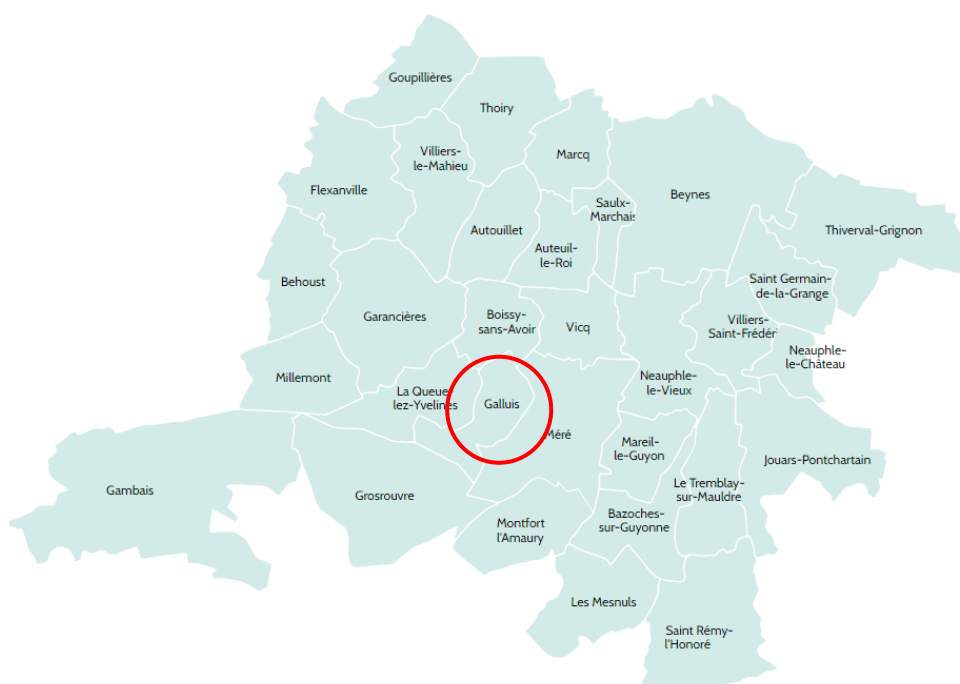 Goupillières
Thoiry
Villiers-
le-Mahieu
Marcq
Flexanville
Saulx-
Marchais
Beynes
Autouillet
Thiverval-Grignon
Auteuil-
le-Roi
Behoust
Saint Germain-
de-la-Grange
Garancières
Boissy-
sans-Avoir
Vicq
Villiers-
Saint-Frédéri
Neauphle-
le-Château
Millemont
La Queue
lez-Yvelines
Galluis
Neauphle-
le-Vieux
Méré
Mareil-
le-Guyon
Jouars-Pontchartain
Gambais
Grosrouvre
Le Tremblay-
sur-Mauldre
Montfort
l'Amaury
Bazoches-
sur-Guyonne
Les Mesnuls
Saint Rémy-
l'Honoré